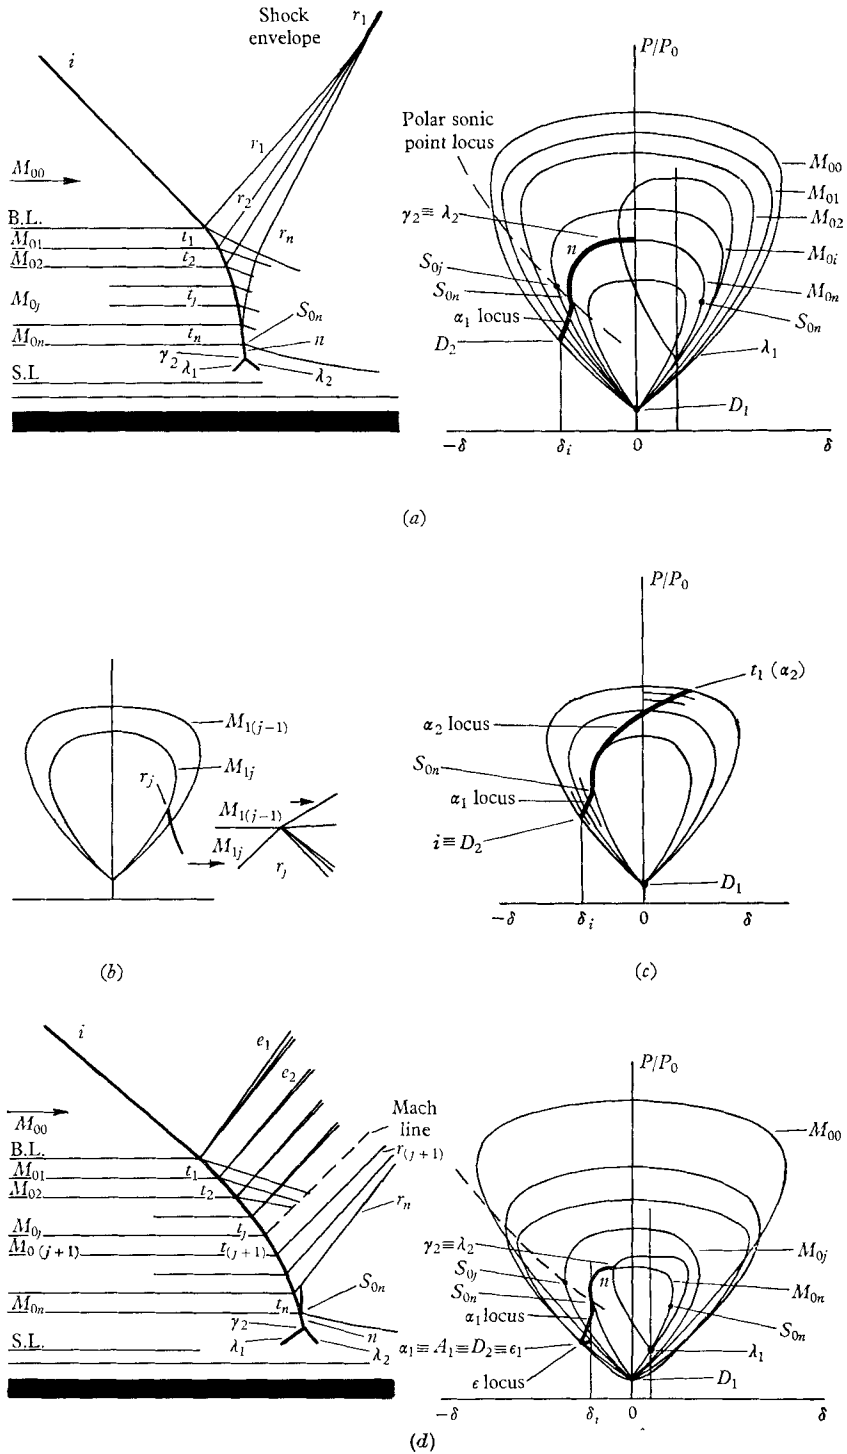 Shock
envelope
r₁
i
r₁
r₂
rₙ
M₀₀
B.L.
M₀₁
M₀₂
M₀ⱼ
M₀ₙ
S.L
t₁
t₂
tⱼ
tₙ
S₀ₙ
n
γ₂
λ₁
λ₂
P/P₀
Polar sonic
point locus
γ₂≡ λ₂
n
S₀ⱼ
S₀ₙ
α₁ locus
D₂
M₀₀
M₀₁
M₀₂
M₀ᵢ
M₀ₙ
S₀ₙ
λ₁
D₁
−δ
δᵢ
0
δ
(a)
M₁₍ⱼ₋₁₎
M₁ⱼ
rⱼ
M₁₍ⱼ₋₁₎
M₁ⱼ
rⱼ
(b)
P/P₀
t₁ (α₂)
α₂ locus
S₀ₙ
α₁ locus
i≡ D₂
D₁
−δ
δᵢ
0
δ
(c)
i
e₁
e₂
M₀₀
Mach
line
B.L.
M₀₁
M₀₂
M₀ⱼ
M₀ (j+1)
M₀ₙ
S.L.
t₁
t₂
tⱼ
t₍ⱼ₊₁₎
tₙ
r₍ⱼ₊₁₎
rₙ
S₀ₙ
n
γ₂
λ₁
λ₂
P/P₀
M₀₀
γ₂≡λ₂
n
S₀ⱼ
S₀ₙ
α₁ locus
α₁≡ A₁≡ D₂≡ ϵ₁
ϵ locus
M₀ⱼ
M₀ₙ
S₀ₙ
λ₁
D₁
−δ
δᵢ
0
δ
(d)